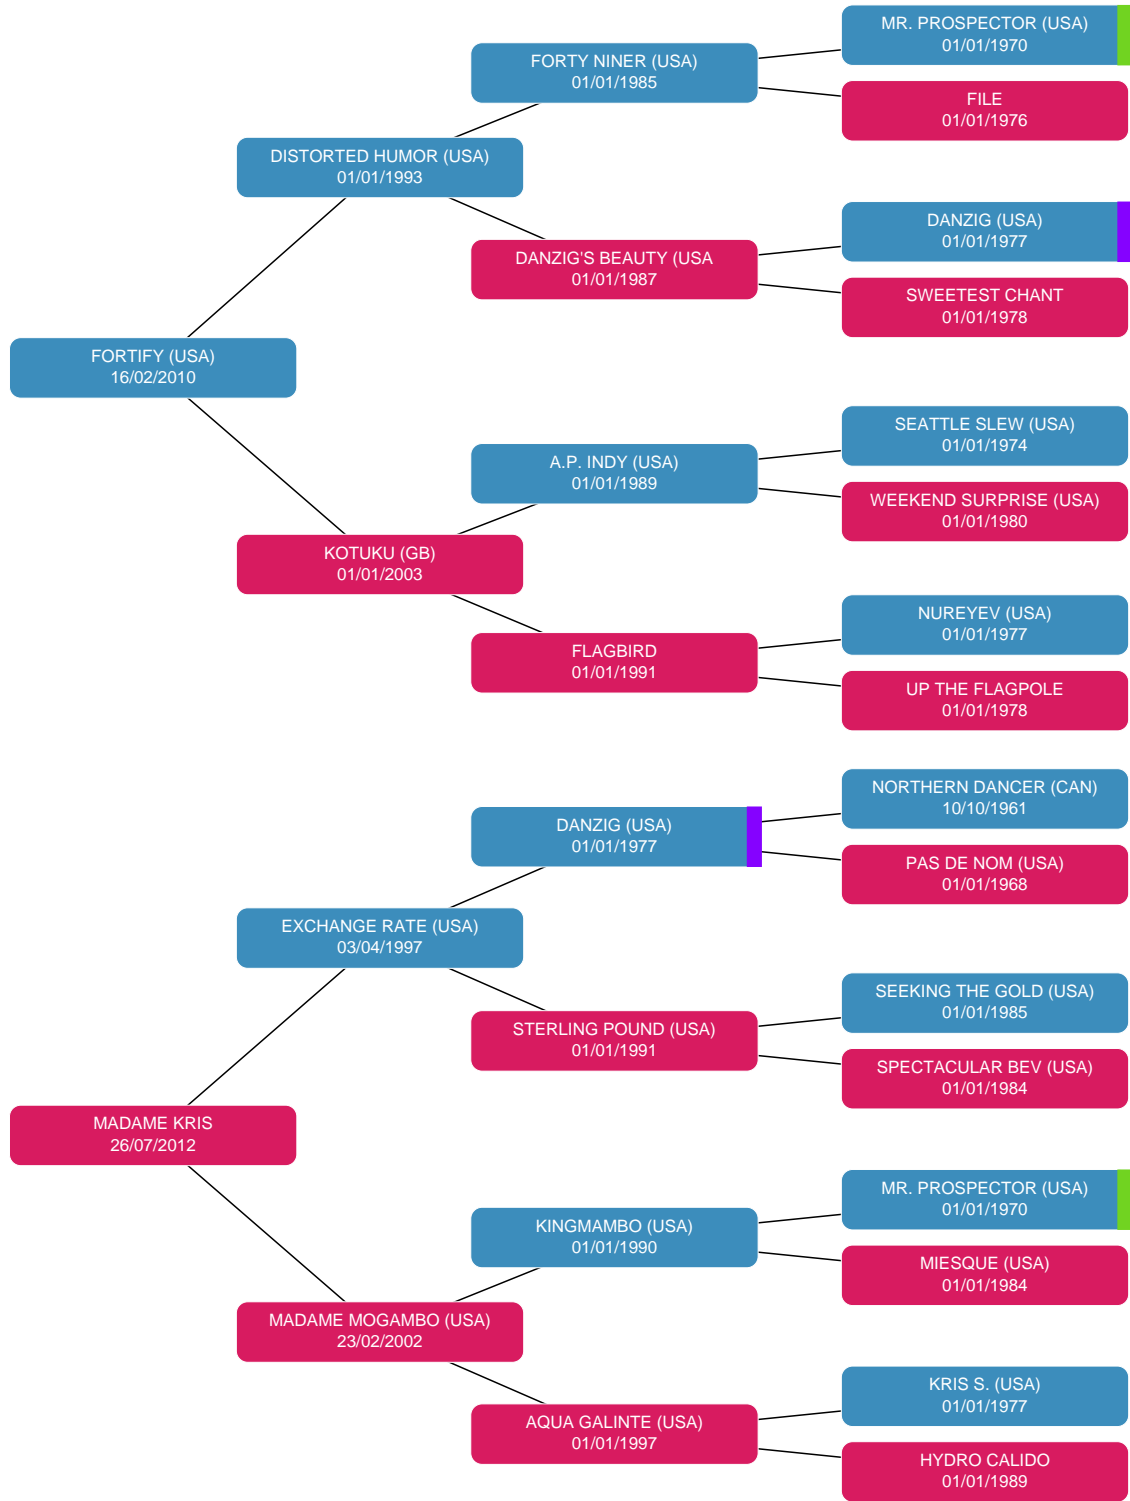 MR. PROSPECTOR (USA)
01/01/1970
FORTY NINER (USA)
01/01/1985
FILE
01/01/1976
DISTORTED HUMOR (USA)
01/01/1993
DANZIG (USA)
01/01/1977
DANZIG'S BEAUTY (USA
01/01/1987
SWEETEST CHANT
01/01/1978
FORTIFY (USA)
16/02/2010
SEATTLE SLEW (USA)
01/01/1974
A.P. INDY (USA)
01/01/1989
WEEKEND SURPRISE (USA)
01/01/1980
KOTUKU (GB)
01/01/2003
NUREYEV (USA)
01/01/1977
FLAGBIRD
01/01/1991
UP THE FLAGPOLE
01/01/1978
NORTHERN DANCER (CAN)
10/10/1961
DANZIG (USA)
01/01/1977
PAS DE NOM (USA)
01/01/1968
EXCHANGE RATE (USA)
03/04/1997
SEEKING THE GOLD (USA)
01/01/1985
STERLING POUND (USA)
01/01/1991
SPECTACULAR BEV (USA)
01/01/1984
MADAME KRIS
26/07/2012
MR. PROSPECTOR (USA)
01/01/1970
KINGMAMBO (USA)
01/01/1990
MIESQUE (USA)
01/01/1984
MADAME MOGAMBO (USA)
23/02/2002
KRIS S. (USA)
01/01/1977
AQUA GALINTE (USA)
01/01/1997
HYDRO CALIDO
01/01/1989